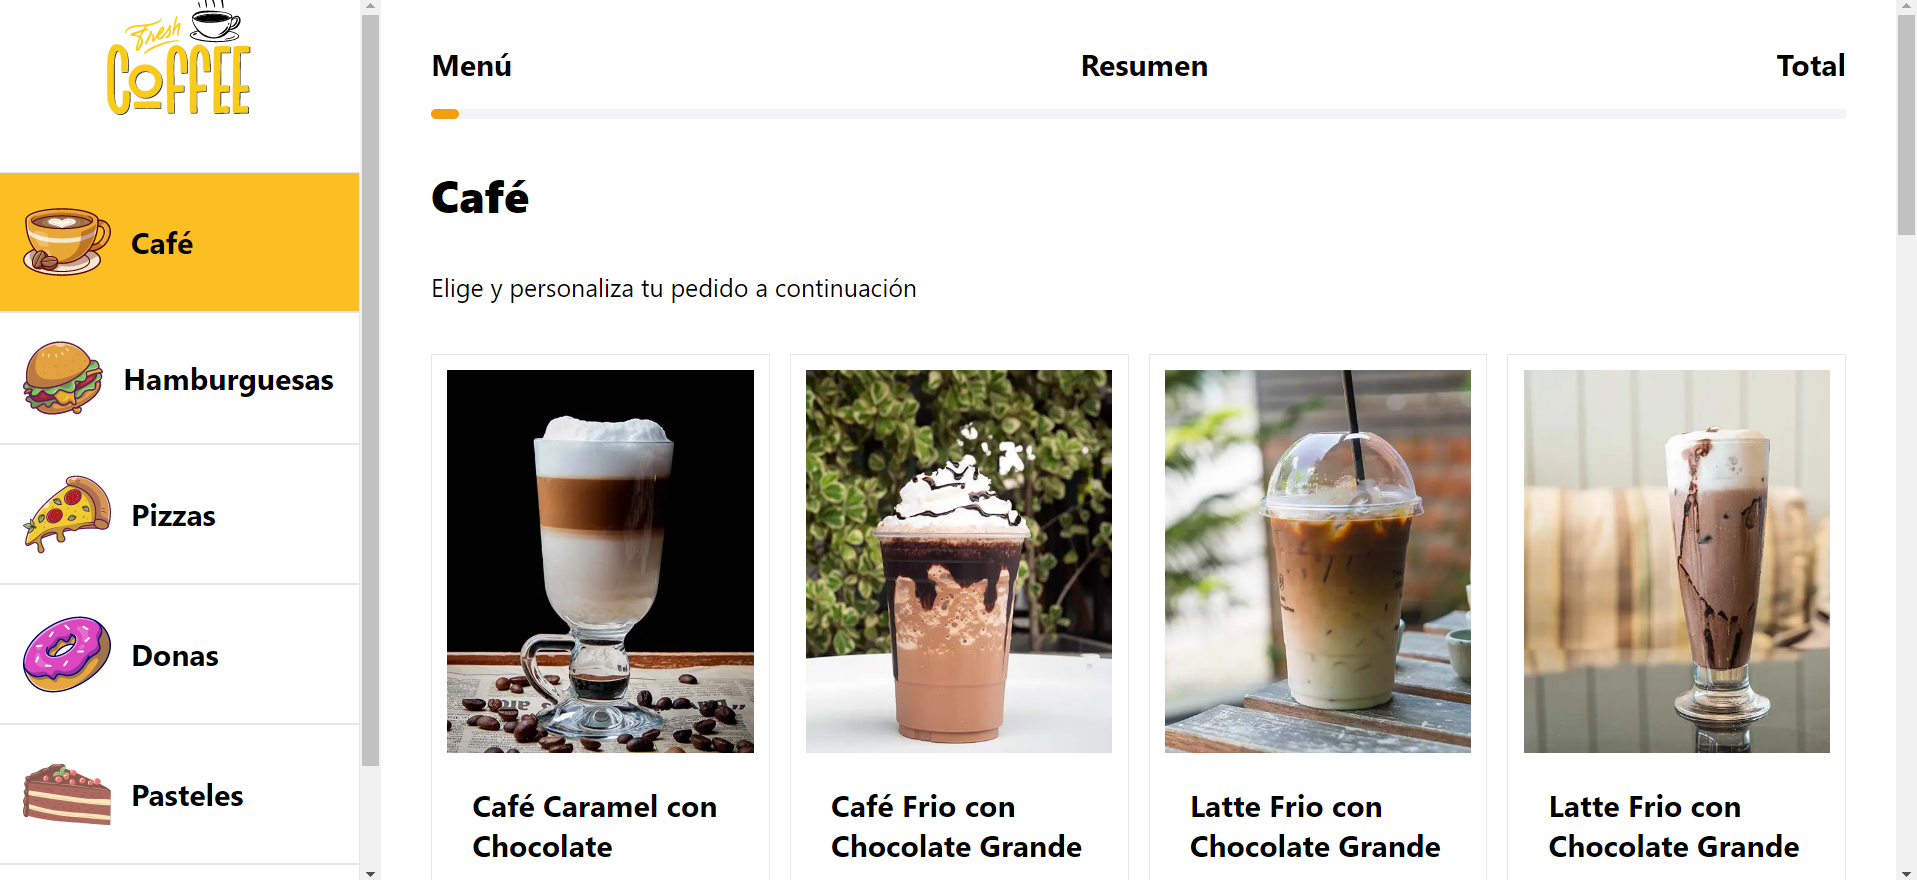 Fresh
COFFEE
Café
Hamburguesas
Pizzas
Donas
Pasteles
Menú
Resumen
Total
Café
Elige y personaliza tu pedido a continuación
Café Caramel con
Chocolate
Café Frio con
Chocolate Grande
Latte Frio con
Chocolate Grande
Latte Frio con
Chocolate Grande